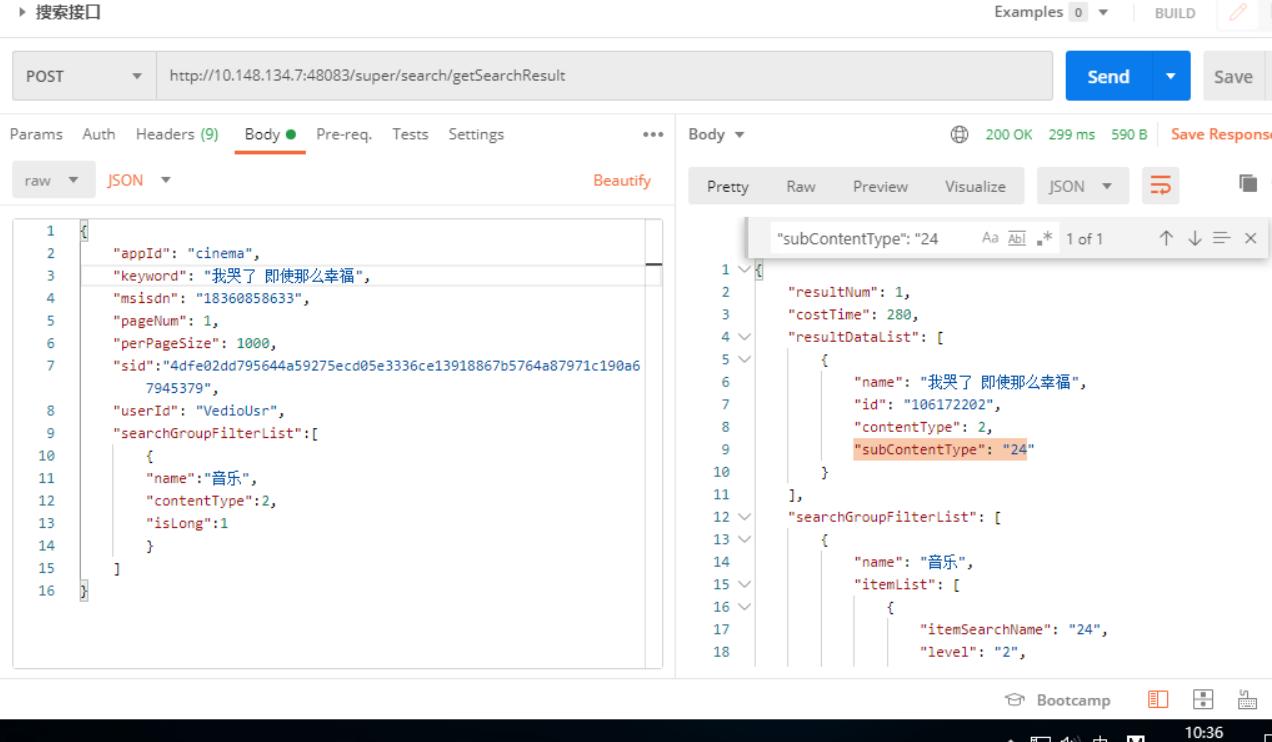 搜索接口
Examples 0
BUILD
POST
http://10.148.134.7:48083/super/search/getSearchResult
Send
Save
Params Auth Headers (9) Body Pre-req. Tests Settings
raw
JSON
Beautify
1 {
2 "appId": "cinema",
3 "keyword": "我哭了 即使那么幸福",
4 "msisdn": "18360858633",
5 "pageNum": 1,
6 "perPageSize": 1000,
7 "sid":"4dfe02dd795644a59275ecd05e3336ce13918867b5764a87971c190a6
7945379",
8 "userId": "VedioUsr",
9 "searchGroupFilterList":[
10 {
11 "name":"音乐",
12 "contentType":2,
13 "isLong":1
14 }
15 ]
16 }
Body
200 OK 299 ms 590 B
Save Respons
Pretty Raw Preview Visualize
JSON
"subContentType": "24
Aa Abl .*
1 of 1
1 {
2 "resultNum": 1,
3 "costTime": 280,
4 "resultDataList": [
5 {
6 "name": "我哭了 即使那么幸福",
7 "id": "106172202",
8 "contentType": 2,
9 "subContentType": "24"
10 }
11 ],
12 "searchGroupFilterList": [
13 {
14 "name": "音乐",
15 "itemList": [
16 {
17 "itemSearchName": "24",
18 "level": "2",
Bootcamp
中
10:36